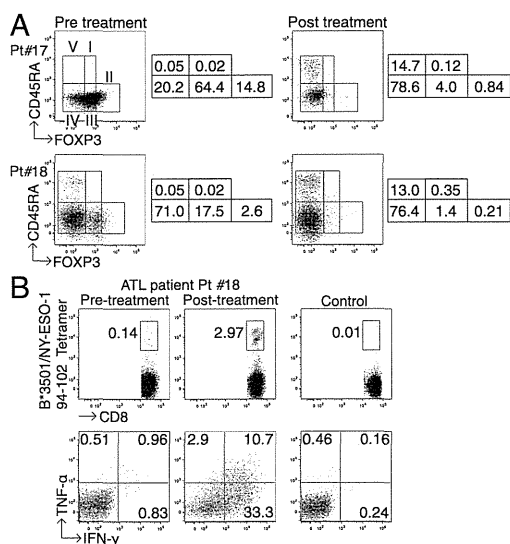 A
Pre treatment
Post treatment
Pt#17
CD45RA
FOXP3
V I
II
IV III
0.05 0.02
20.2 64.4 14.8
14.7 0.12
78.6 4.0 0.84
Pt#18
CD45RA
FOXP3
0.05 0.02
71.0 17.5 2.6
CD45RA
FOXP3
13.0 0.35
76.4 1.4 0.21
B
ATL patient Pt #18
Pre-treatment Post-treatment Control
B*3501/NY-ESO-1
94-102 Tetramer
0.14
2.97
0.01
CD8
TNF-α
IFN-γ
0.51 0.96
0.83
2.9 10.7
33.3
0.46 0.16
0.24